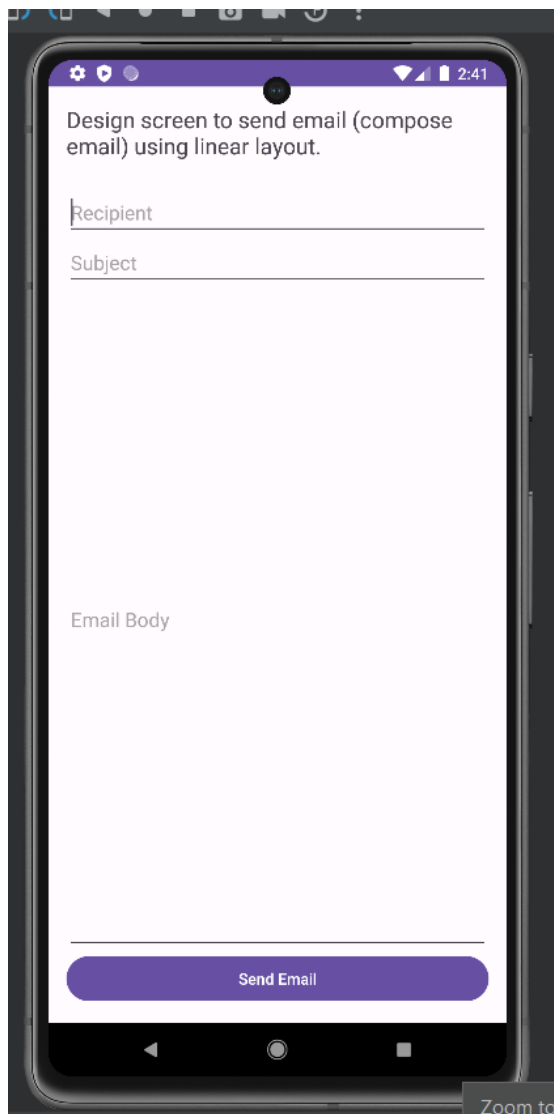 2:41
Design screen to send email (compose
email) using linear layout.
Recipient
Subject
Email Body
Send Email
Zoom to